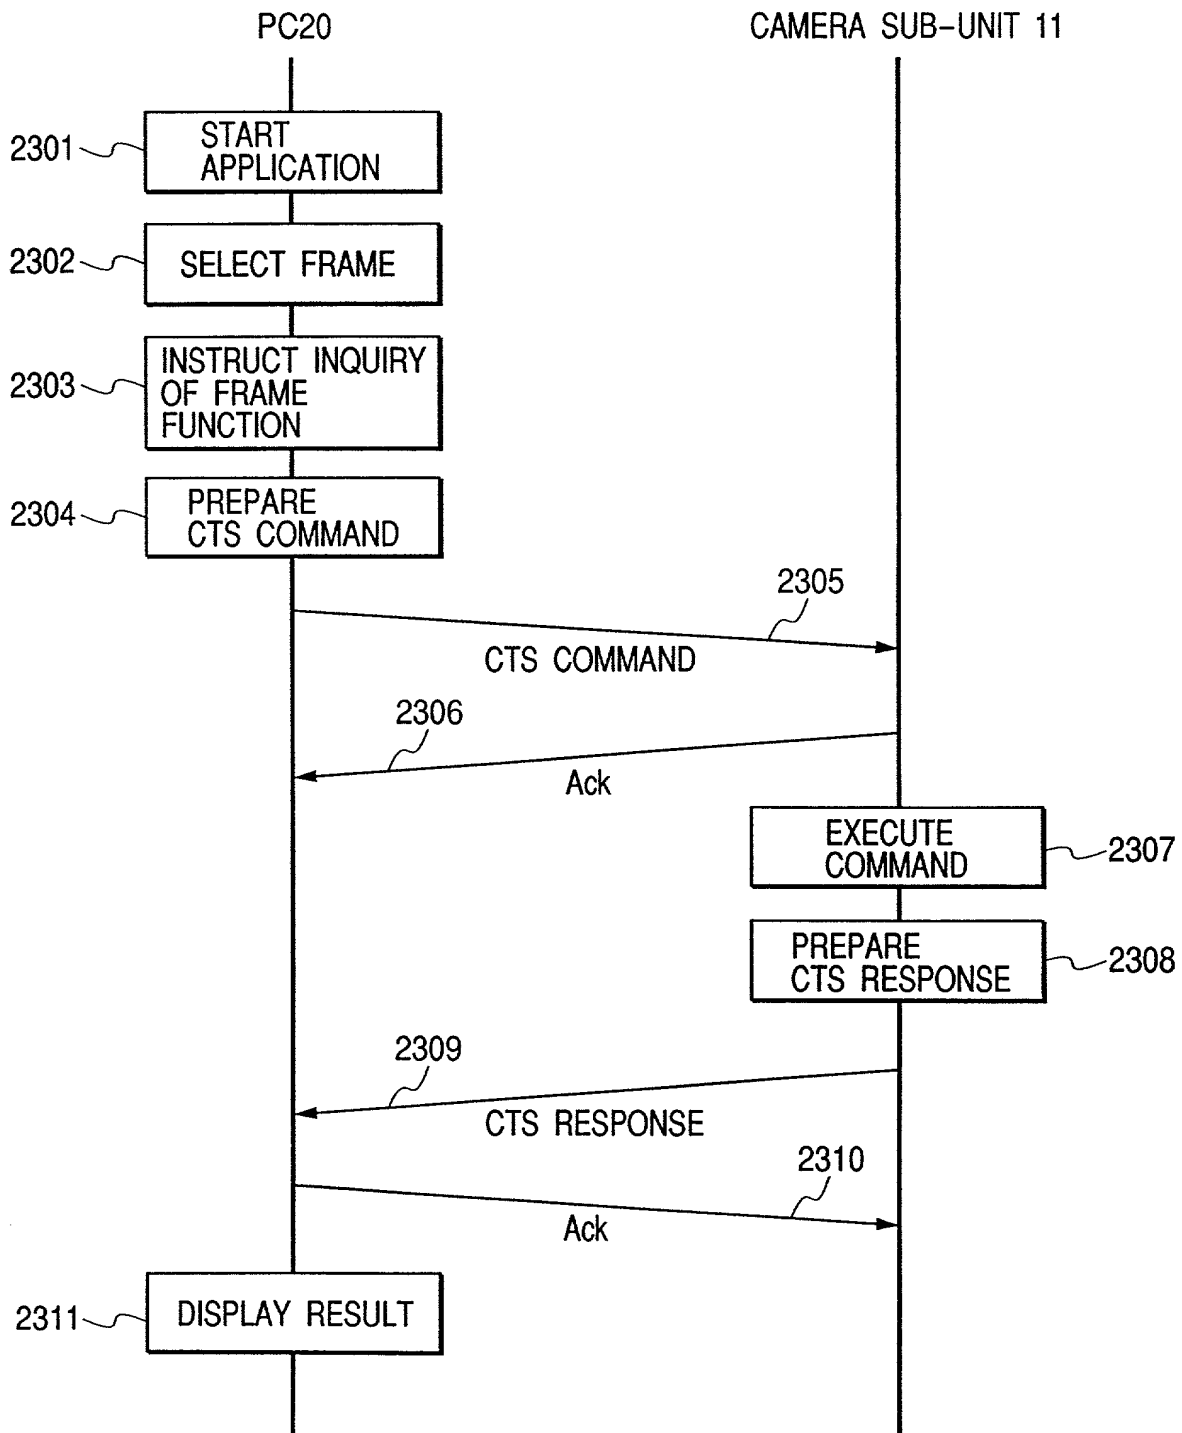 PC20
CAMERA SUB-UNIT 11
2301
START
APPLICATION
2302
SELECT FRAME
2303
INSTRUCT INQUIRY
OF FRAME
FUNCTION
2304
PREPARE
CTS COMMAND
2305
CTS COMMAND
2306
Ack
EXECUTE
COMMAND
2307
PREPARE
CTS RESPONSE
2308
2309
CTS RESPONSE
2310
Ack
2311
DISPLAY RESULT